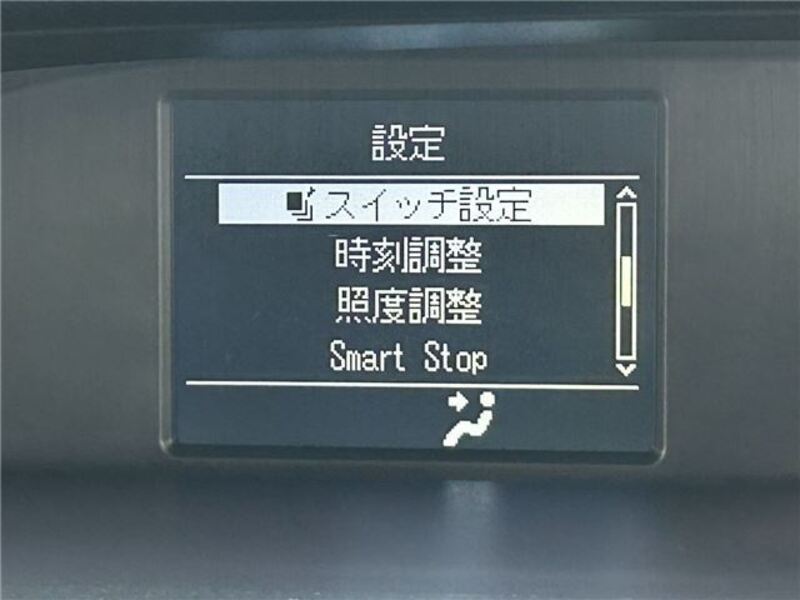 設定
スイッチ設定
時刻調整
照度調整
Smart Stop